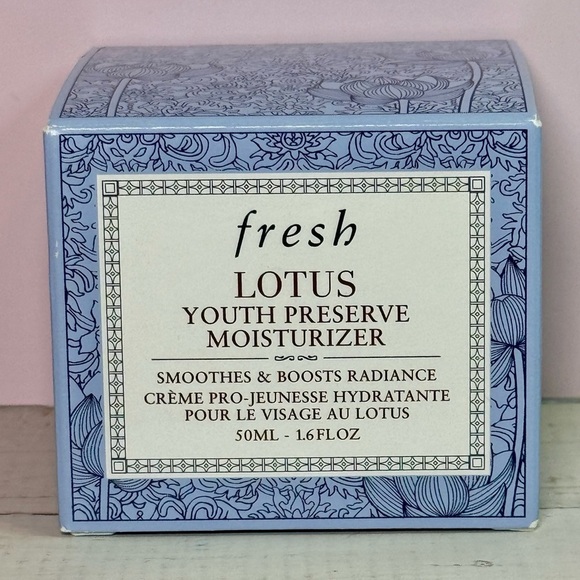 fresh
LOTUS
YOUTH PRESERVE
MOISTURIZER
SMOOTHES & BOOSTS RADIANCE
CRÈME PRO-JEUNESSE HYDRATANTE
POUR LE VISAGE AU LOTUS
50ML - 1.6FLOZ